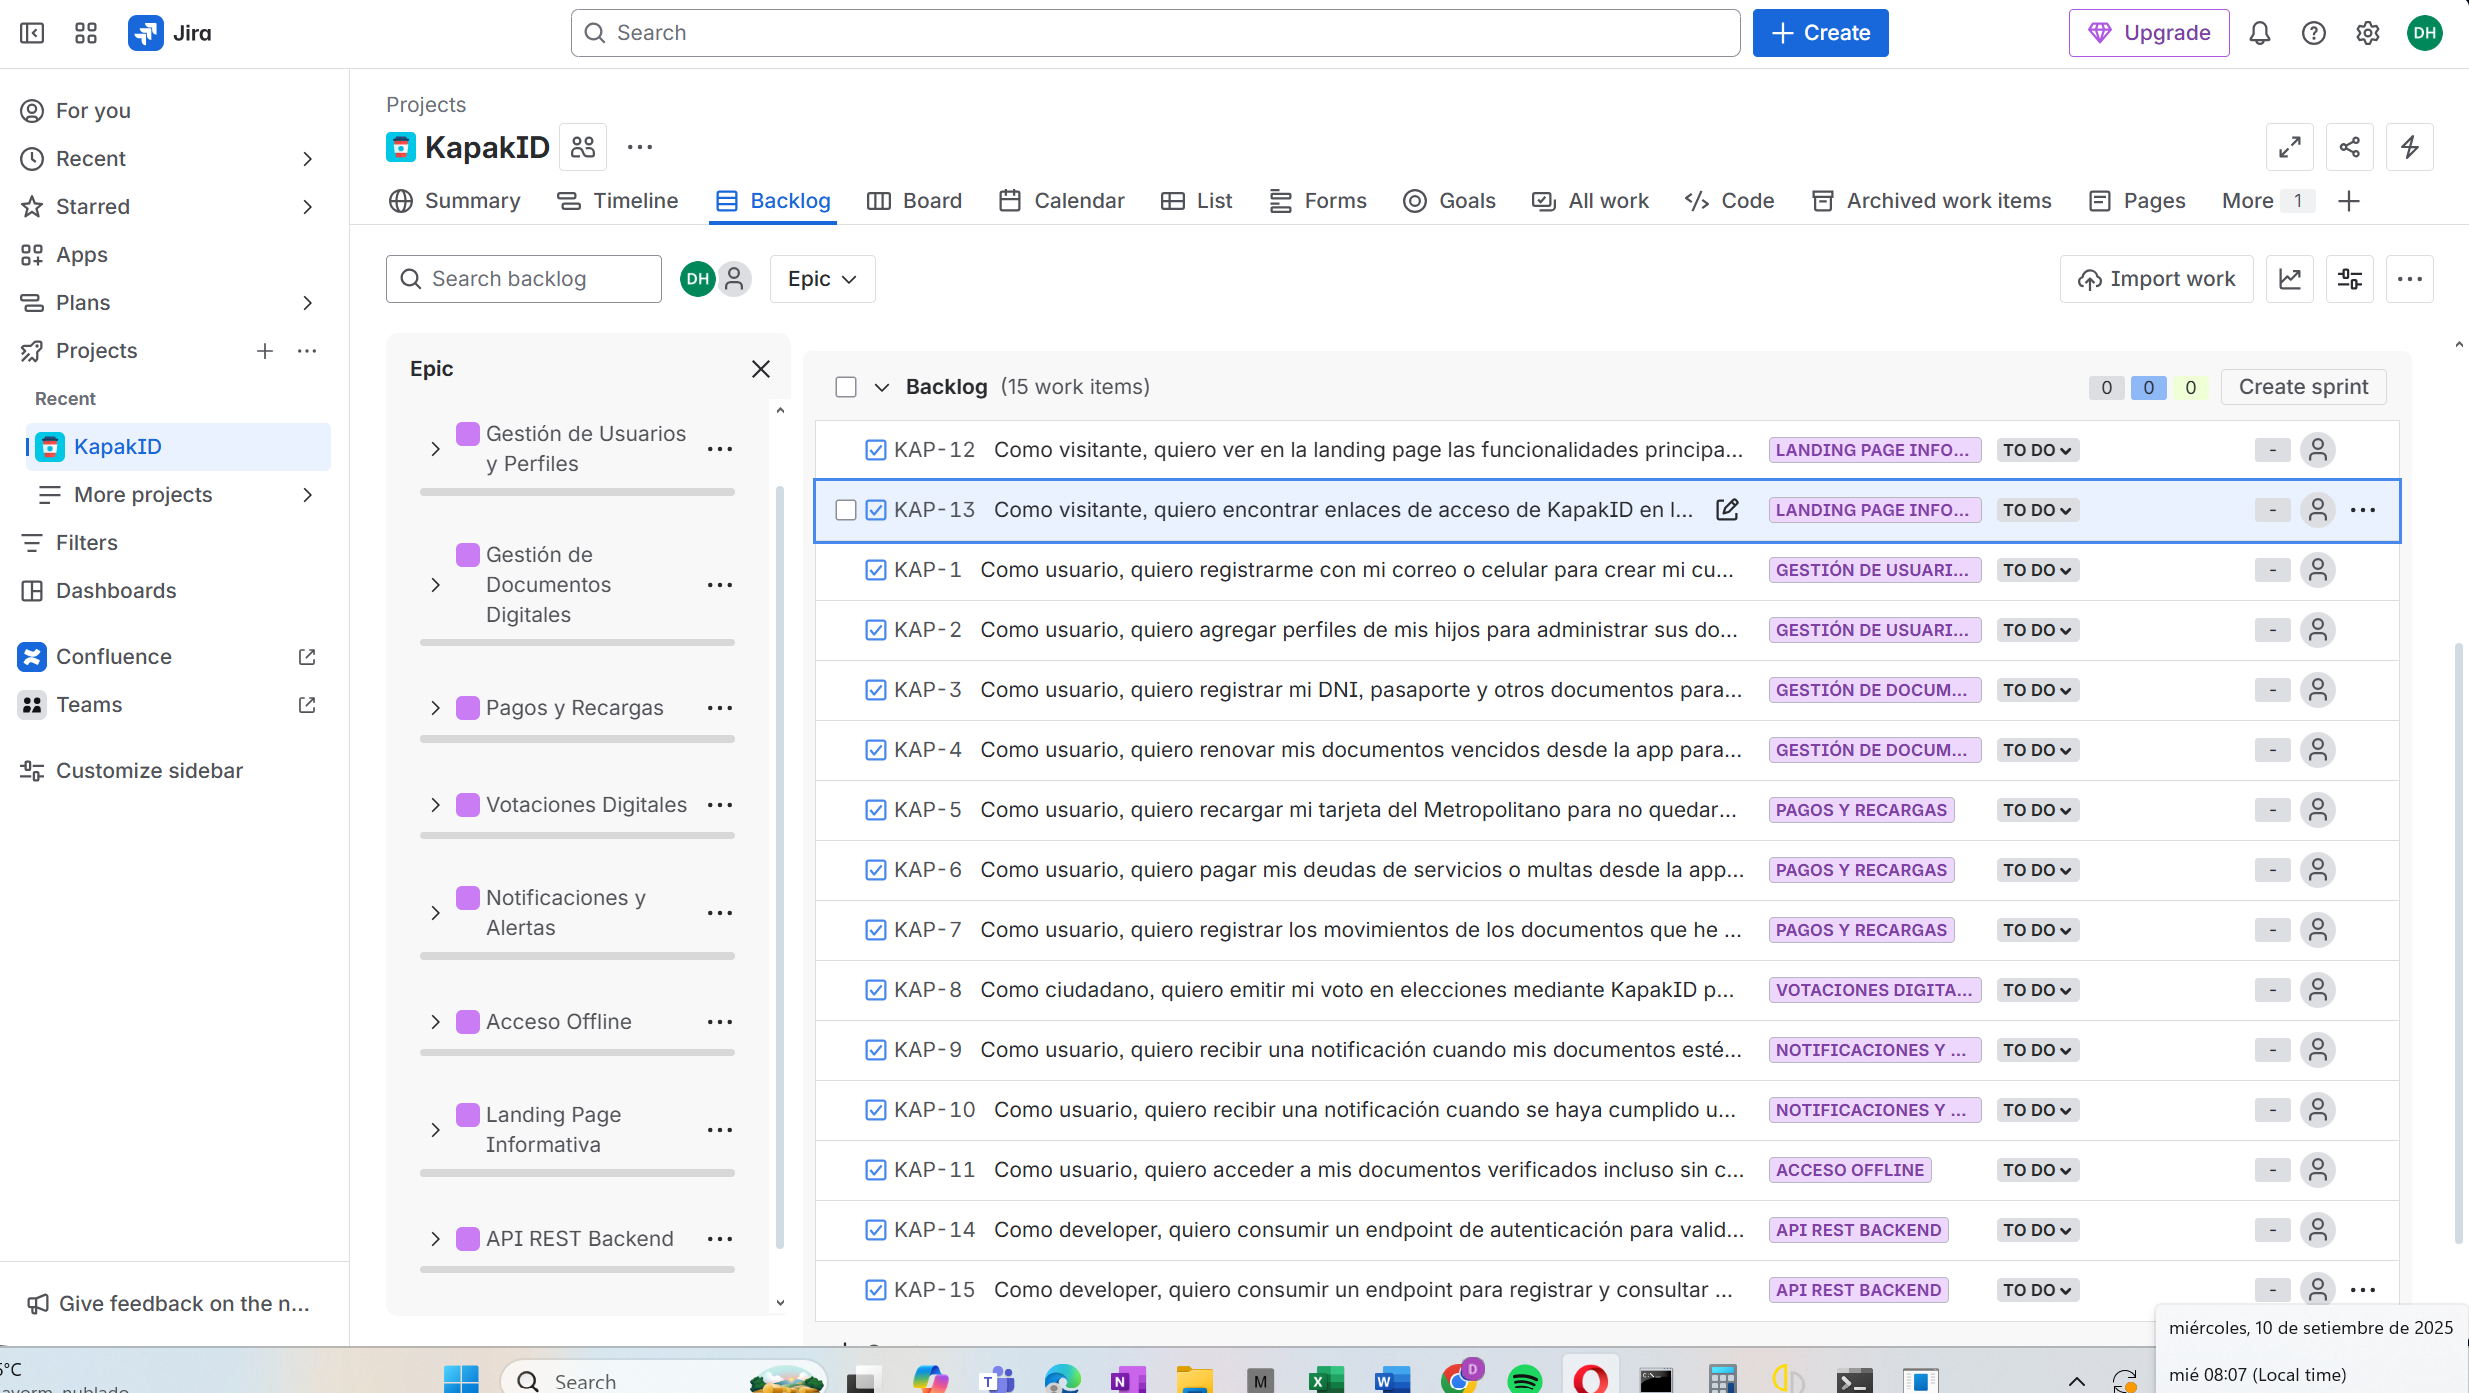 Jira
Search
Create
Upgrade
DH
For you
Recent
Starred
Apps
Plans
Projects
Recent
KapakID
More projects
Filters
Dashboards
Confluence
Teams
Customize sidebar
Give feedback on the n...
Projects
KapakID
Summary
Timeline
Backlog
Board
Calendar
List
Forms
Goals
All work
Code
Archived work items
Pages
More 1
Search backlog
DH
Epic
Import work
Epic
Gestión de Usuarios
y Perfiles
Gestión de
Documentos
Digitales
Pagos y Recargas
Votaciones Digitales
Notificaciones y
Alertas
Acceso Offline
Landing Page
Informativa
API REST Backend
Backlog (15 work items)
0 0 0 Create sprint
KAP-12 Como visitante, quiero ver en la landing page las funcionalidades principa... LANDING PAGE INFO... TO DO -
KAP-13 Como visitante, quiero encontrar enlaces de acceso de KapakID en l... LANDING PAGE INFO... TO DO -
KAP-1 Como usuario, quiero registrarme con mi correo o celular para crear mi cu... GESTIÓN DE USUARI... TO DO -
KAP-2 Como usuario, quiero agregar perfiles de mis hijos para administrar sus do... GESTIÓN DE USUARI... TO DO -
KAP-3 Como usuario, quiero registrar mi DNI, pasaporte y otros documentos para... GESTIÓN DE DOCUM... TO DO -
KAP-4 Como usuario, quiero renovar mis documentos vencidos desde la app para... GESTIÓN DE DOCUM... TO DO -
KAP-5 Como usuario, quiero recargar mi tarjeta del Metropolitano para no quedar... PAGOS Y RECARGAS TO DO -
KAP-6 Como usuario, quiero pagar mis deudas de servicios o multas desde la app... PAGOS Y RECARGAS TO DO -
KAP-7 Como usuario, quiero registrar los movimientos de los documentos que he ... PAGOS Y RECARGAS TO DO -
KAP-8 Como ciudadano, quiero emitir mi voto en elecciones mediante KapakID p... VOTACIONES DIGITA... TO DO -
KAP-9 Como usuario, quiero recibir una notificación cuando mis documentos esté... NOTIFICACIONES Y ... TO DO -
KAP-10 Como usuario, quiero recibir una notificación cuando se haya cumplido u... NOTIFICACIONES Y ... TO DO -
KAP-11 Como usuario, quiero acceder a mis documentos verificados incluso sin c... ACCESO OFFLINE TO DO -
KAP-14 Como developer, quiero consumir un endpoint de autenticación para valid... API REST BACKEND TO DO -
KAP-15 Como developer, quiero consumir un endpoint para registrar y consultar ... API REST BACKEND TO DO -
miércoles, 10 de setiembre de 2025
mié 08:07 (Local time)
Search